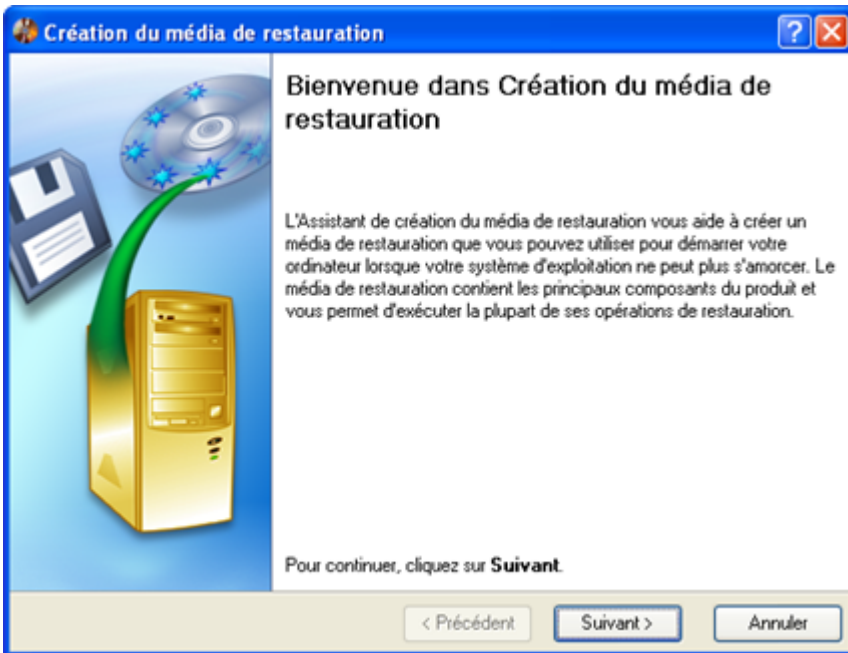 Création du média de restauration
Bienvenue dans Création du média de
restauration
L'Assistant de création du média de restauration vous aide à créer un
média de restauration que vous pouvez utiliser pour démarrer votre
ordinateur lorsque votre système d'exploitation ne peut plus s'amorcer. Le
média de restauration contient les principaux composants du produit et
vous permet d'exécuter la plupart de ses opérations de restauration.
Pour continuer, cliquez sur Suivant.
< Précédent
Suivant >
Annuler